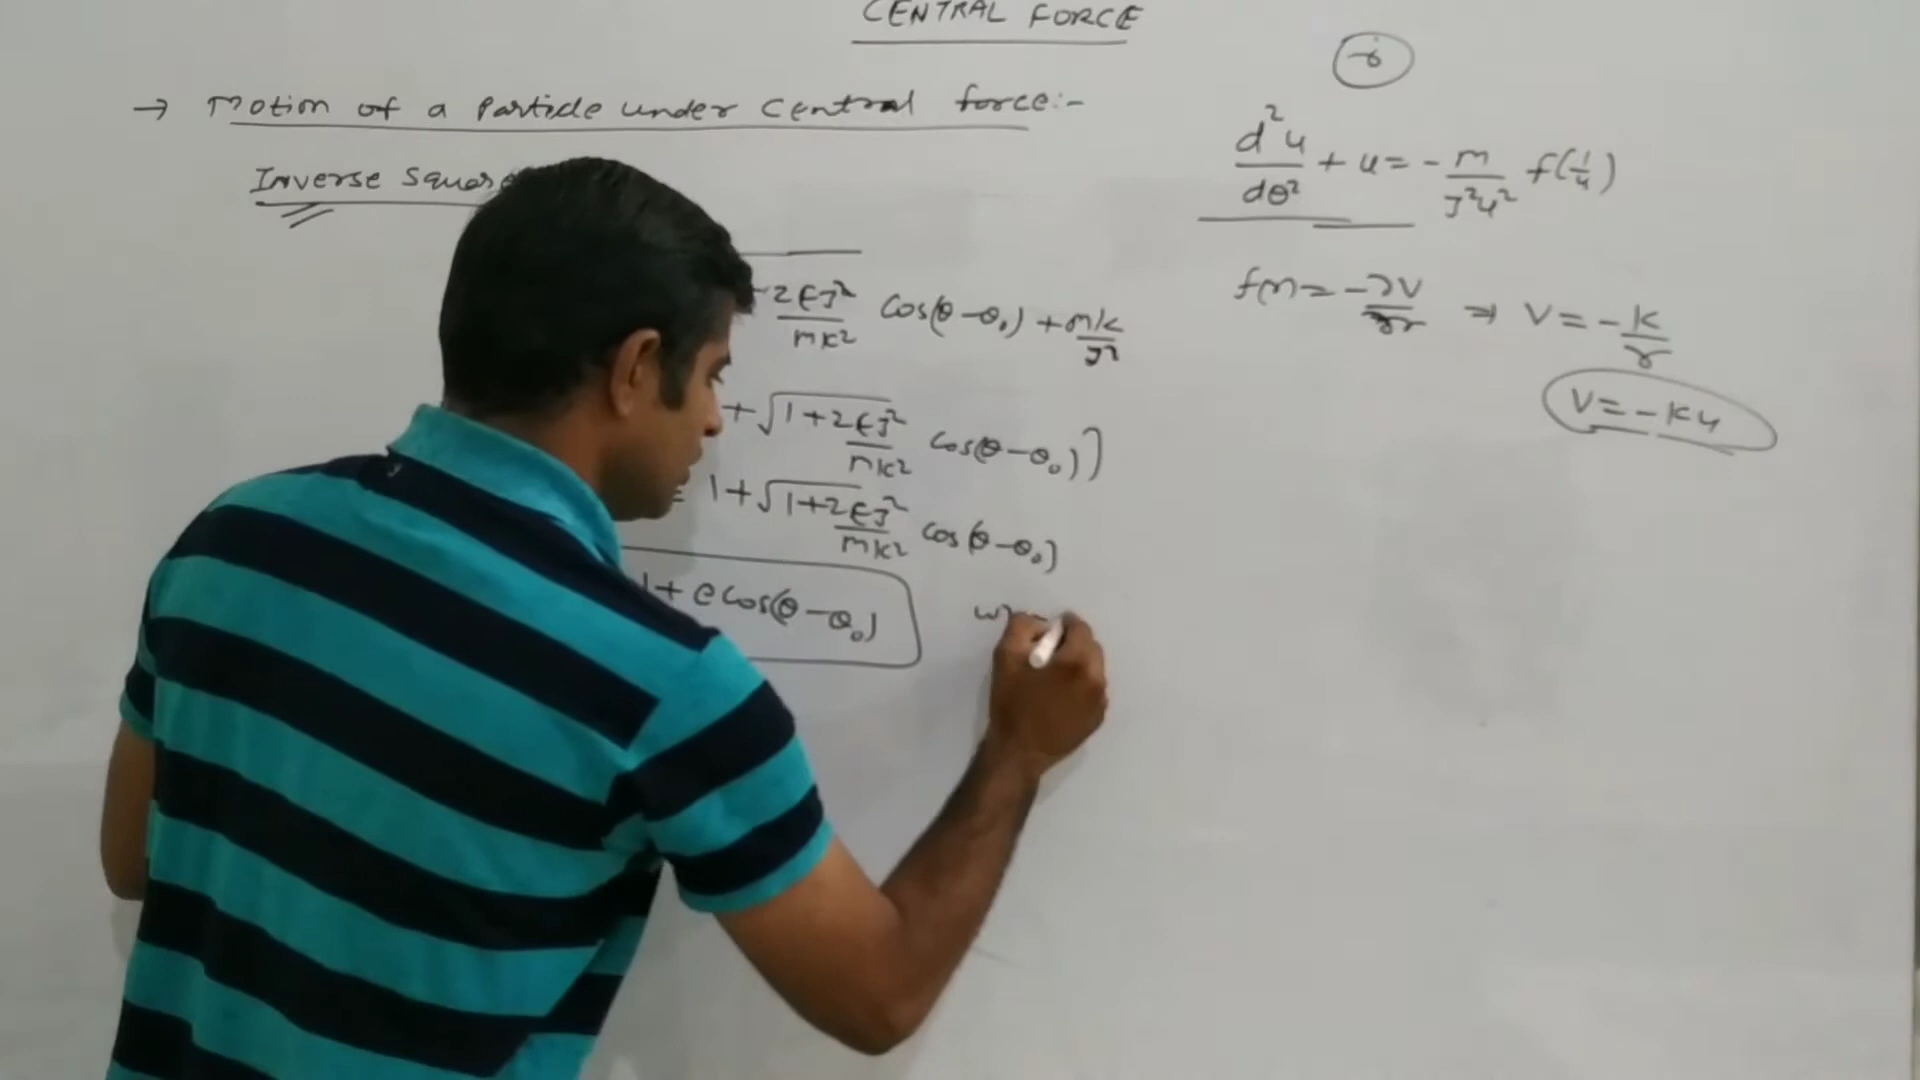 CENTRAL FORCE
→ Motion of a Particle under Central force:-
Inverse Square
2EJ²/mk² cos(θ-θ₀) + mk/J²
+ √1+2EJ²/mk² cos(θ-θ₀)]
= 1+√1+2EJ²/mk² cos(θ-θ₀)
1+ e cos(θ-θ₀)
-6
d²u/dθ² + u = - m/J²u² f(1/u)
f(r) = -∂V/∂r ⇒ V = - k/r
V = - ku